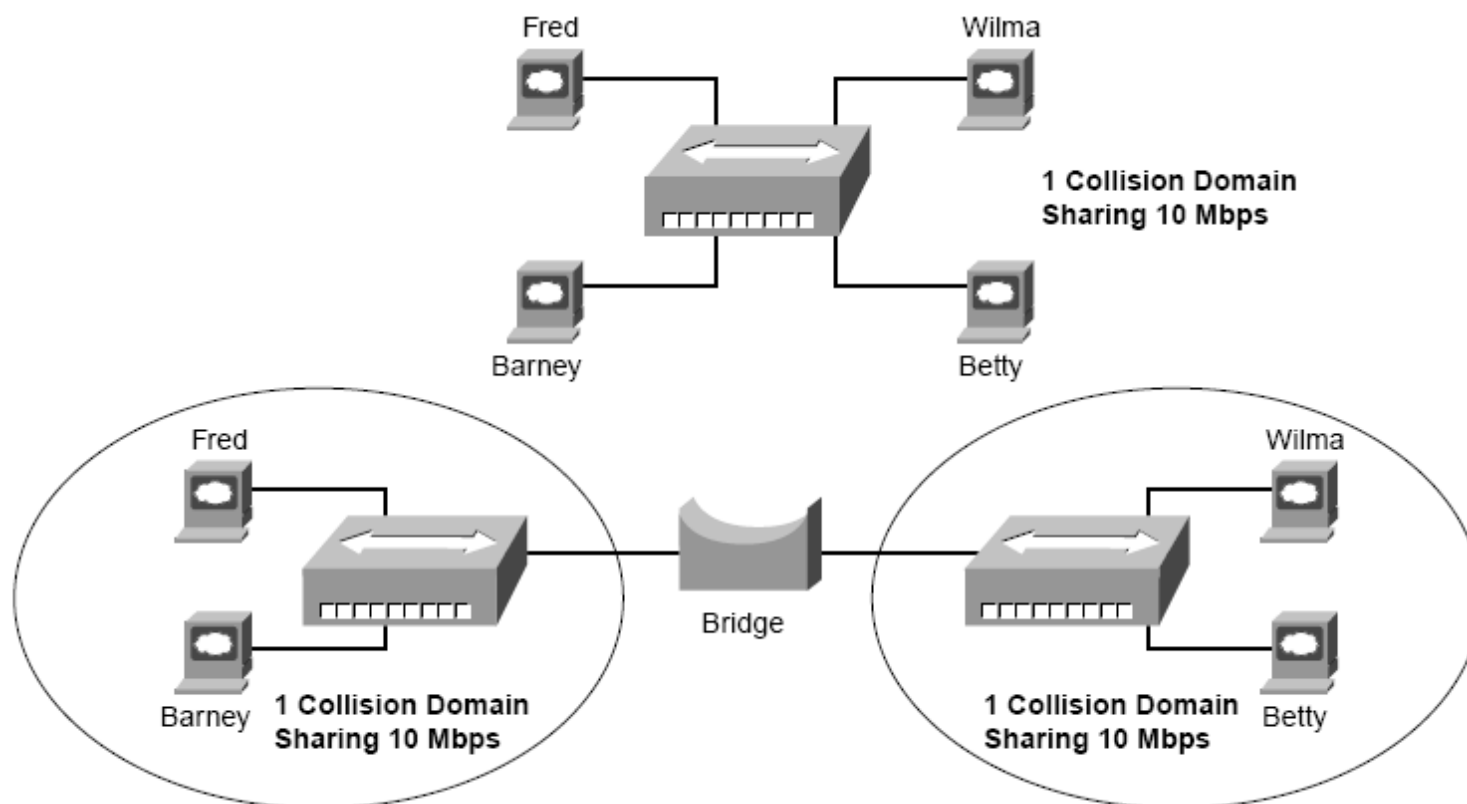 Fred
Wilma
1 Collision Domain
Sharing 10 Mbps
Barney
Betty
Fred
Wilma
Bridge
Barney
1 Collision Domain
Sharing 10 Mbps
1 Collision Domain
Sharing 10 Mbps
Betty